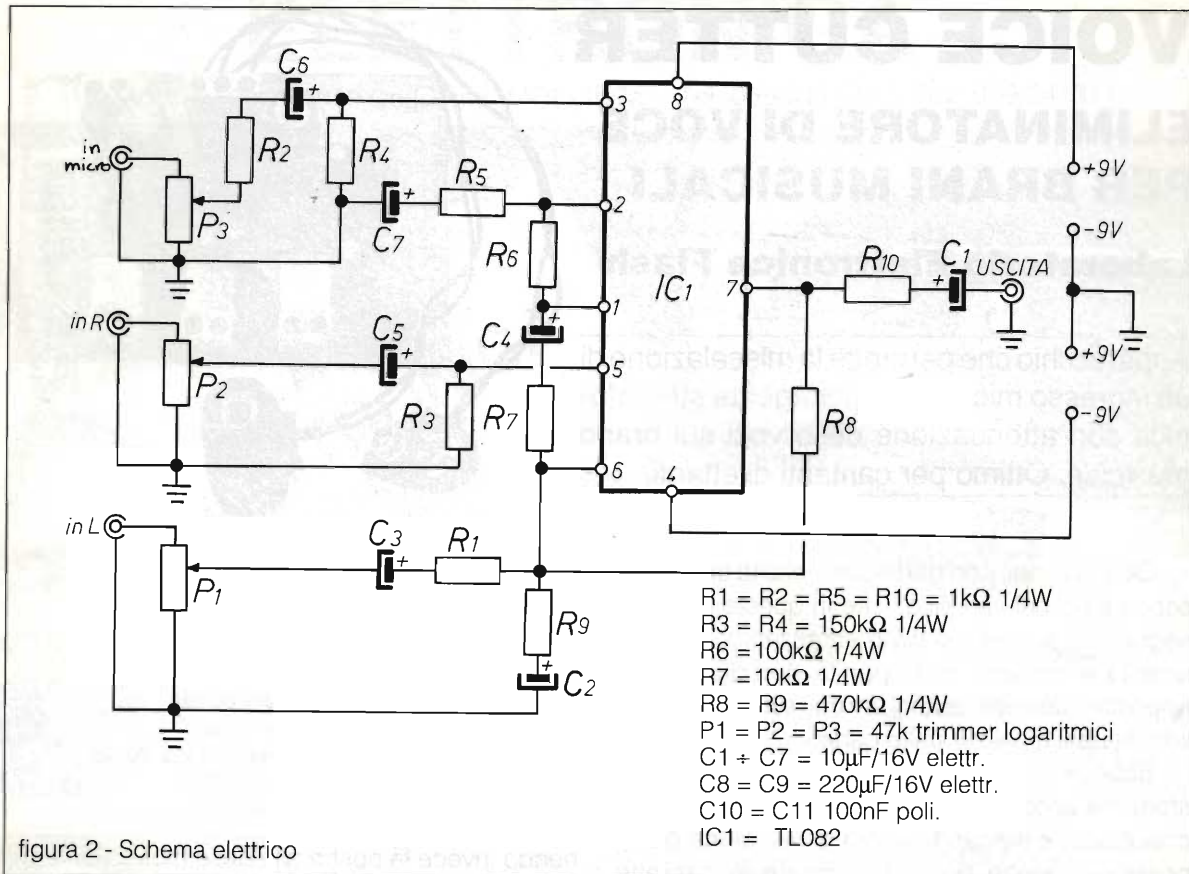 VOICE CUTTER
ELIMINATORE DI VOCE
PER BRANI MUSICALI
Elettronica Flash
C6
+
R2
R4
in micro
P3
C7
+
R5
R6
3
8
2
1
IC1
7
5
6
4
C4
+
R7
in R
P2
C5
+
R3
in L
P1
C3
+
R1
R9
+
C2
R8
R10
C1
+
USCITA
+9V
-9V
+9V
-9V
R1 = R2 = R5 = R10 = 1kΩ 1/4W
R3 = R4 = 150kΩ 1/4W
R6 =100kΩ 1/4W
R7 = 10kΩ 1/4W
R8 = R9 = 470kΩ 1/4W
P1 = P2 = P3 = 47k trimmer logaritmici
C1 ÷ C7 = 10µF/16V elettr.
C8 = C9 = 220µF/16V elettr.
C10 = C11 100nF poli.
IC1 = TL082
figura 2 - Schema elettrico